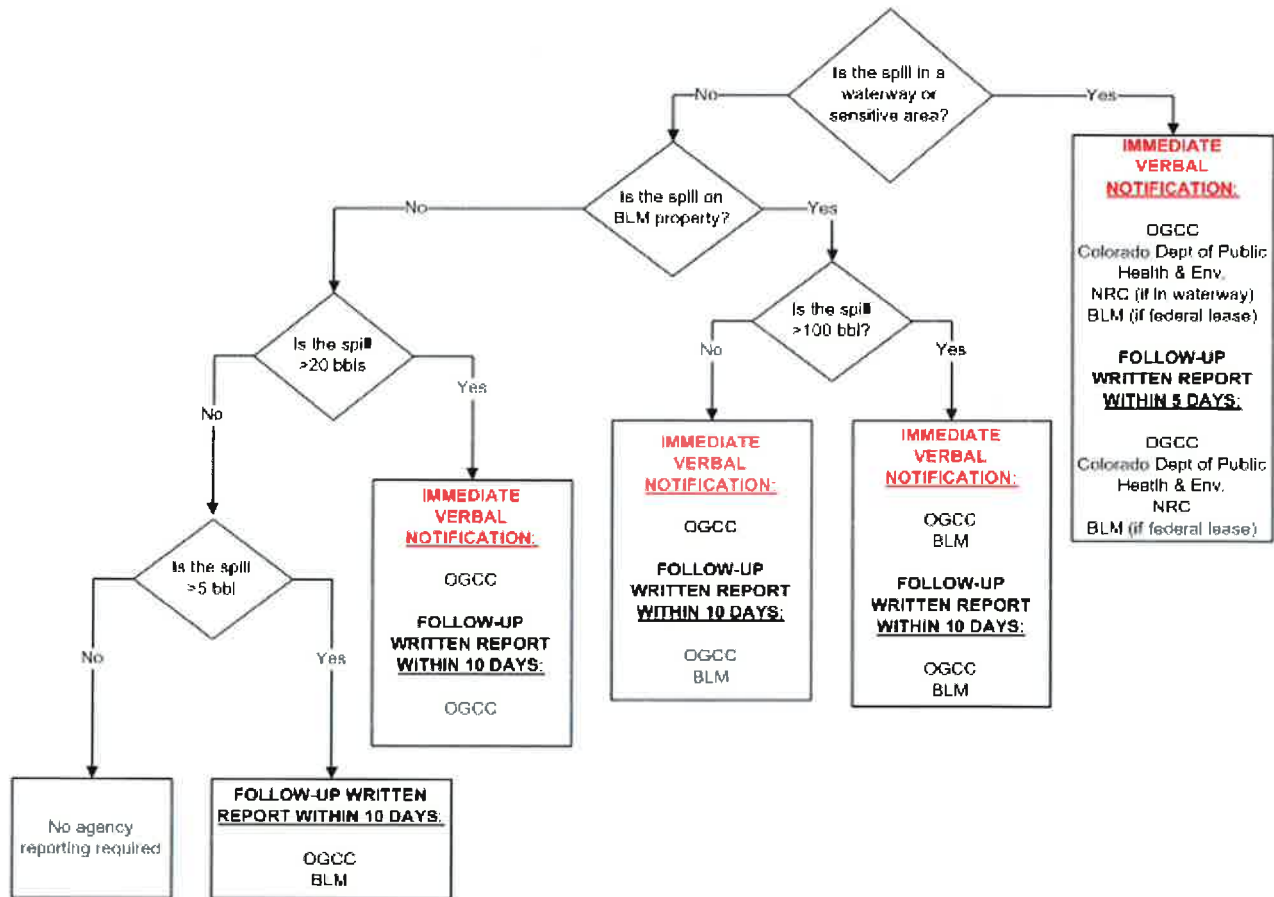 Is the spill in a
waterway or
sensitive area?
No
Yes
IMMEDIATE
VERBAL
NOTIFICATION:
OGCC
Colorado Dept of Public
Health & Env.
NRC (if in waterway)
BLM (if federal lease)
FOLLOW-UP
WRITTEN REPORT
WITHIN 5 DAYS:
OGCC
Colorado Dept of Public
Health & Env.
NRC
BLM (if federal lease)
Is the spill on
BLM property?
No
Yes
Is the spill
>100 bbl?
No
Yes
IMMEDIATE
VERBAL
NOTIFICATION:
OGCC
FOLLOW-UP
WRITTEN REPORT
WITHIN 10 DAYS:
OGCC
BLM
IMMEDIATE
VERBAL
NOTIFICATION:
OGCC
BLM
FOLLOW-UP
WRITTEN REPORT
WITHIN 10 DAYS:
OGCC
BLM
Is the spill
>20 bbls
No
Yes
IMMEDIATE
VERBAL
NOTIFICATION:
OGCC
FOLLOW-UP
WRITTEN REPORT
WITHIN 10 DAYS:
OGCC
Is the spill
>5 bbl
No
Yes
No agency
reporting required
FOLLOW-UP WRITTEN
REPORT WITHIN 10 DAYS:
OGCC
BLM